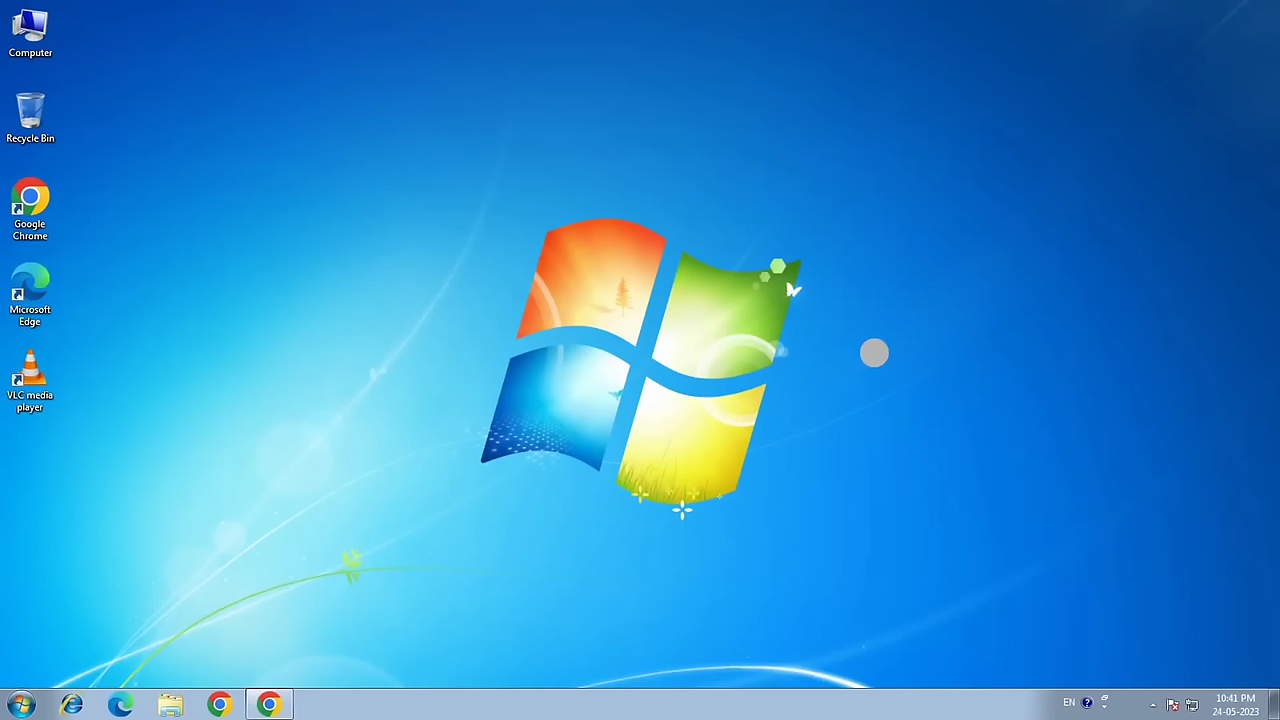 Computer
Recycle Bin
Google
Chrome
Microsoft
Edge
VLC media
player
EN
10:41 PM
24-05-2023